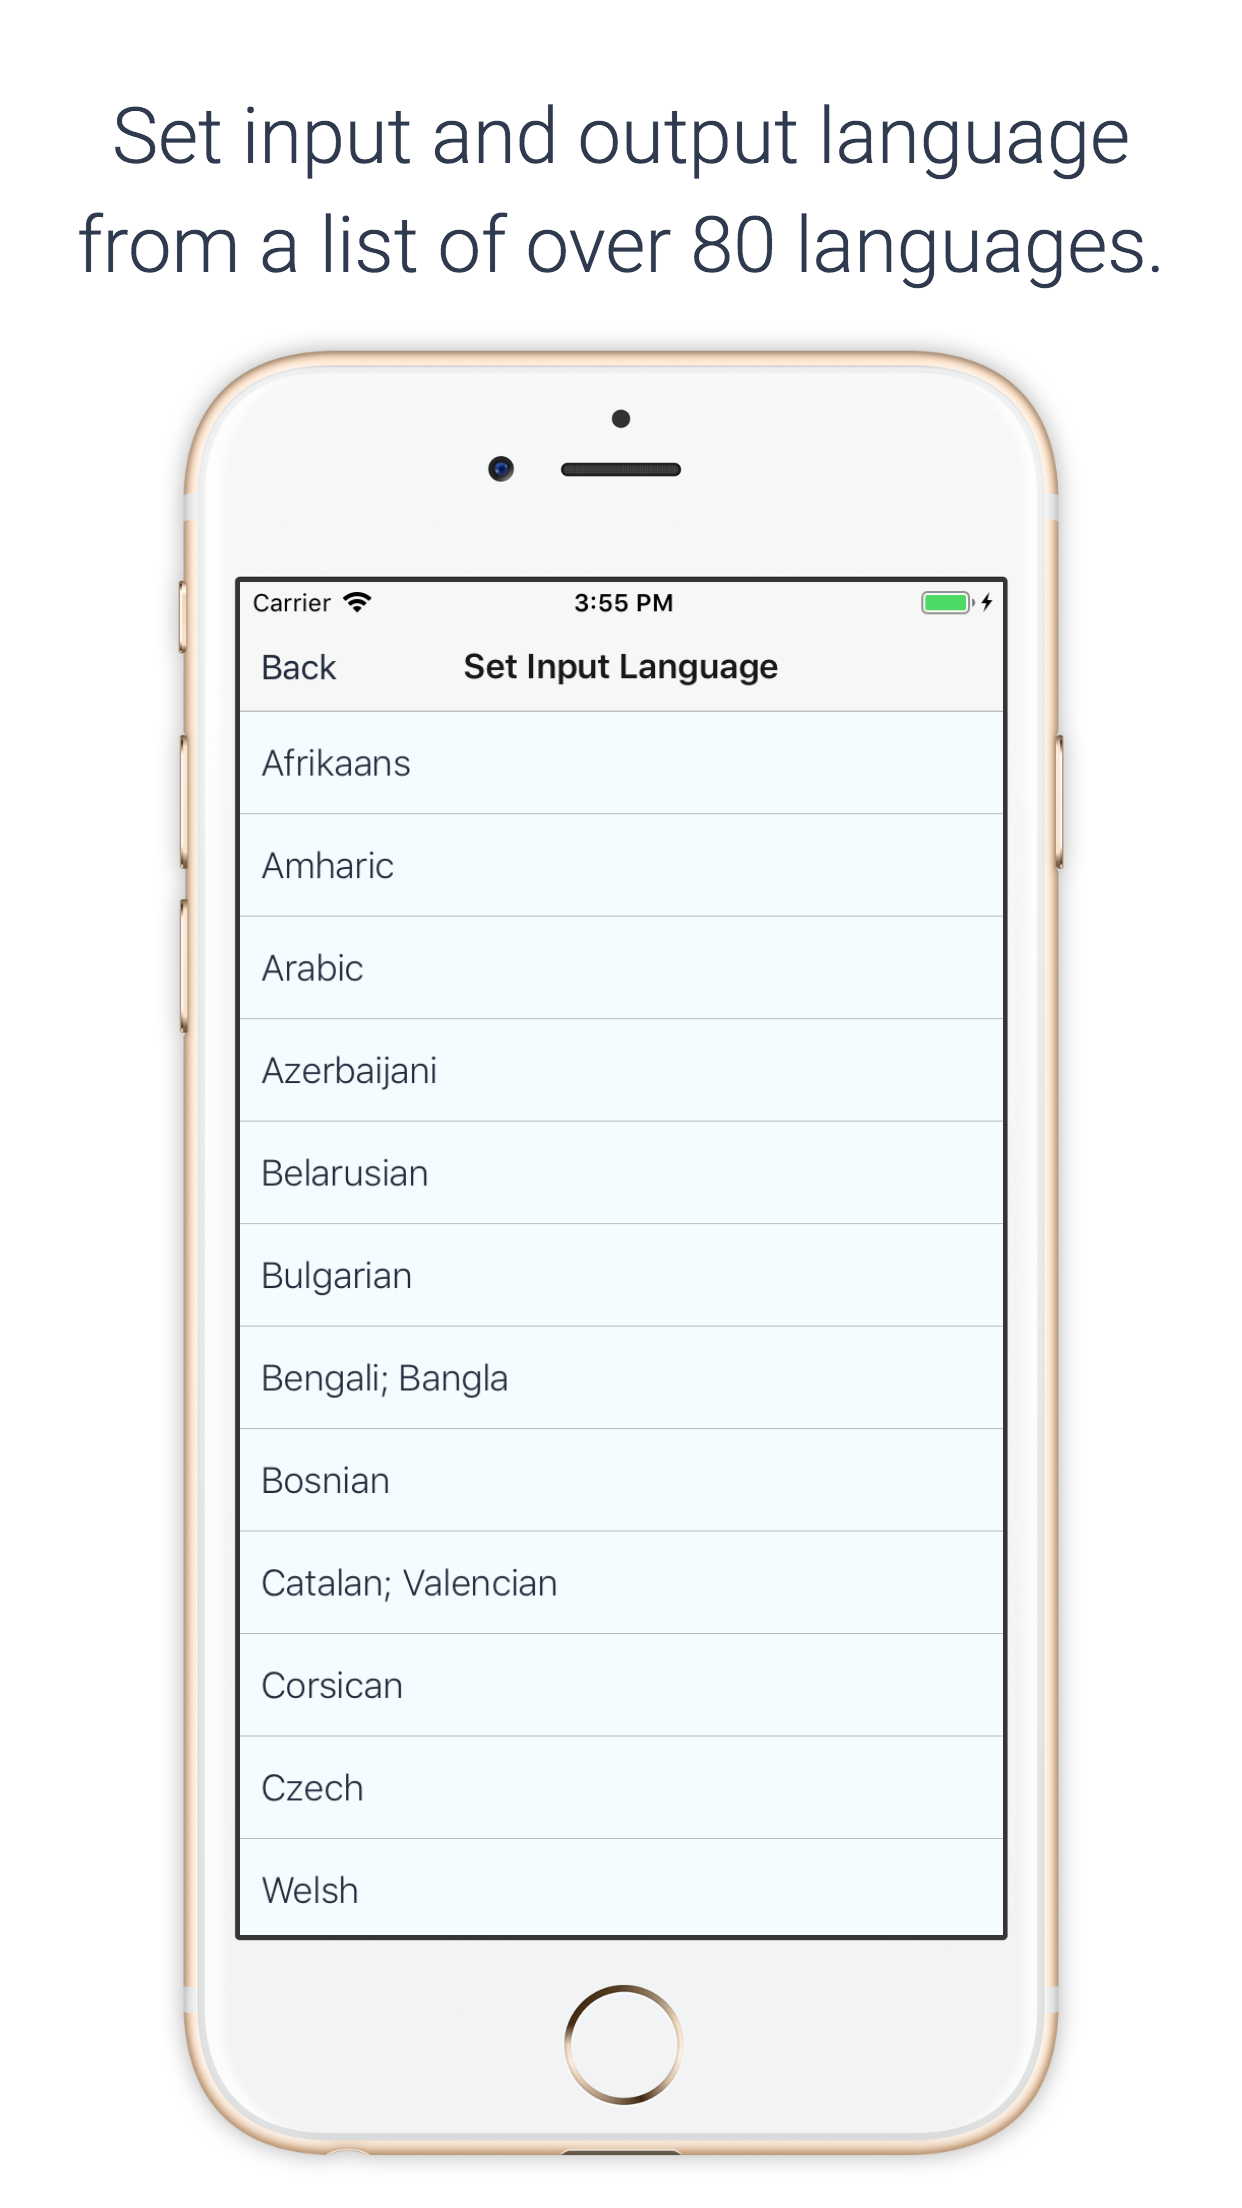 Set input and output language
from a list of over 80 languages.
Carrier 3:55 PM
Back Set Input Language
Afrikaans
Amharic
Arabic
Azerbaijani
Belarusian
Bulgarian
Bengali; Bangla
Bosnian
Catalan; Valencian
Corsican
Czech
Welsh